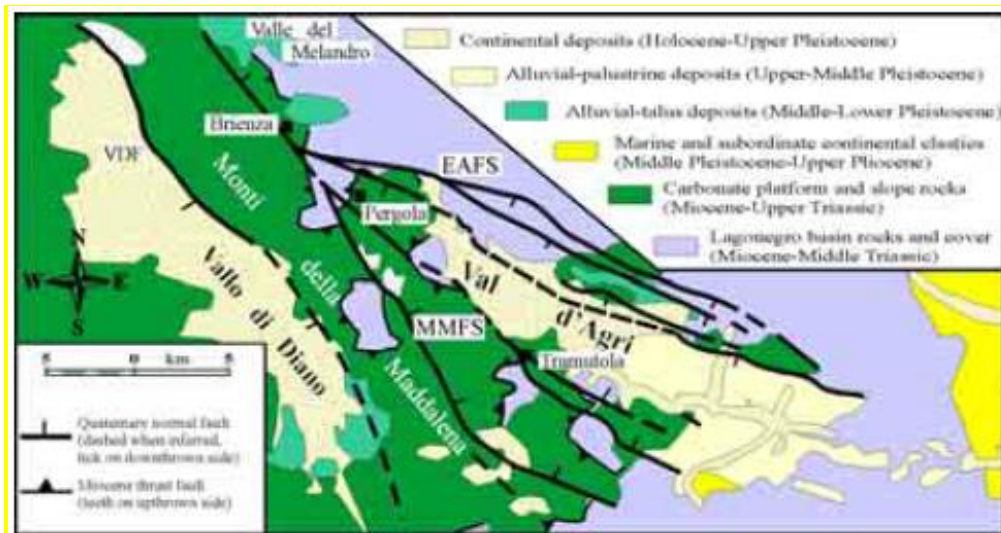 Valle del
Melandro
Brienza
VDF
Monti
della
Maddalena
Vallo di Diano
EAFS
Pergola
Val
d'Agri
MMFS
Tramutola
N
W E
S
Continental deposits (Holocene-Upper Pleistocene)
Alluvial-palustrine deposits (Upper-Middle Pleistocene)
Alluvial-talus deposits (Middle-Lower Pleistocene)
Marine and subordinate continental clastics
(Middle Pleistocene-Upper Pliocene)
Carbonate platform and slope rocks
(Miocene-Upper Triassic)
Lagonegro basin rocks and cover
(Miocene-Middle Triassic)
5 0 km 5
Quaternary normal fault
(dashed when inferred,
tick on downthrown side)
Miocene thrust fault
(teeth on upthrown side)